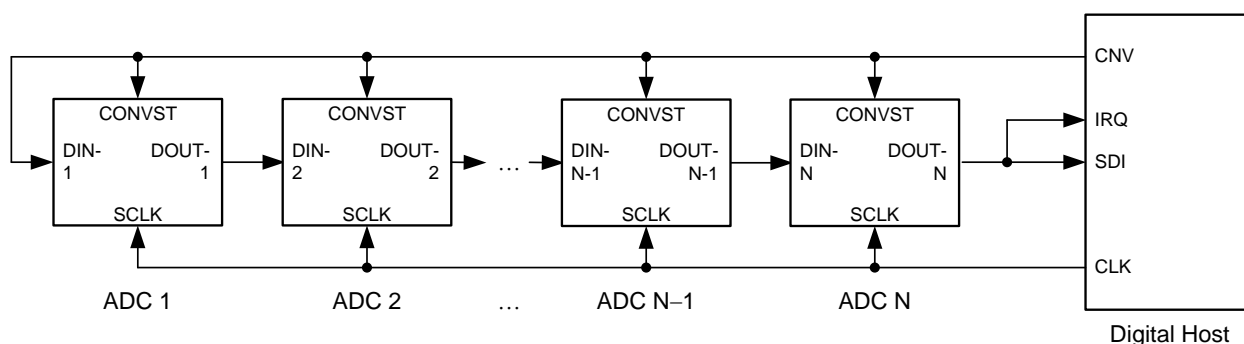 CNV
CONVST
CONVST
CONVST
CONVST
IRQ
DIN-
1
DOUT-
1
DIN-
2
DOUT-
2
…
DIN-
N-1
DOUT-
N-1
DIN-
N
DOUT-
N
SDI
SCLK
SCLK
SCLK
SCLK
CLK
ADC 1
ADC 2
…
ADC N–1
ADC N
Digital Host